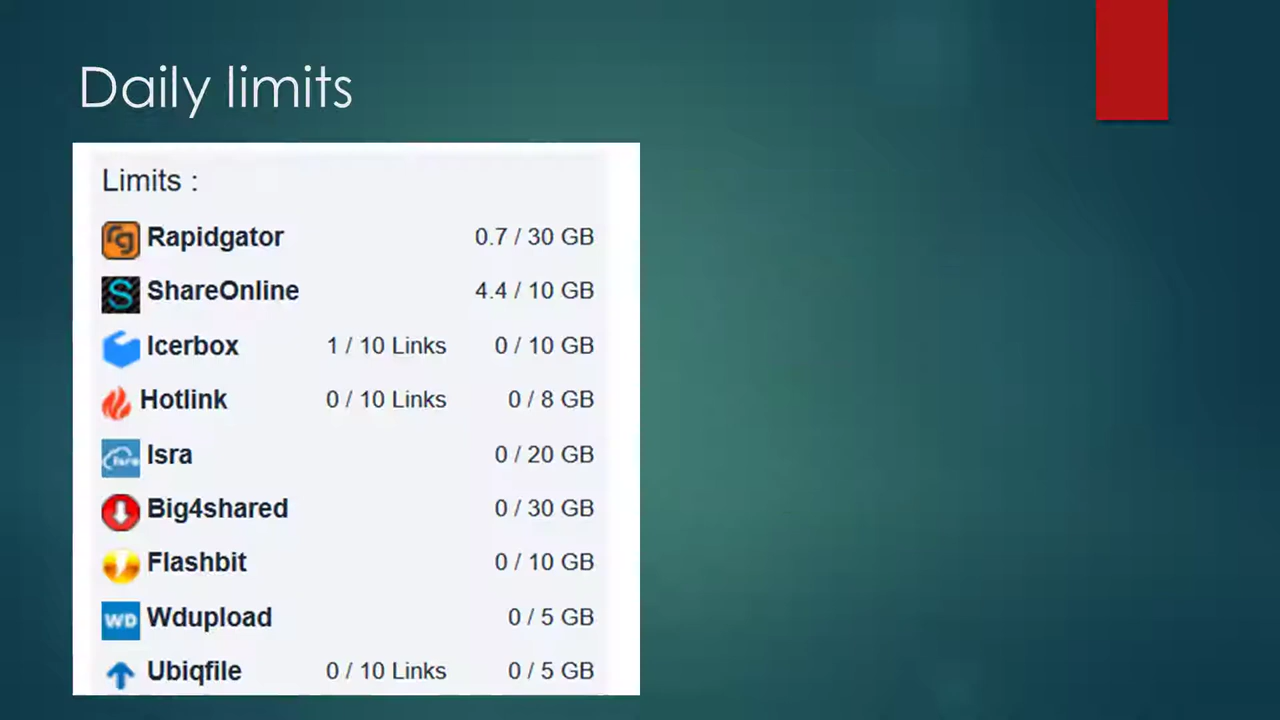 Daily limits
Limits :
Rapidgator 0.7 / 30 GB
ShareOnline 4.4 / 10 GB
Icerbox 1 / 10 Links 0 / 10 GB
Hotlink 0 / 10 Links 0 / 8 GB
Isra 0 / 20 GB
Big4shared 0 / 30 GB
Flashbit 0 / 10 GB
WD Wdupload 0 / 5 GB
Ubiqfile 0 / 10 Links 0 / 5 GB